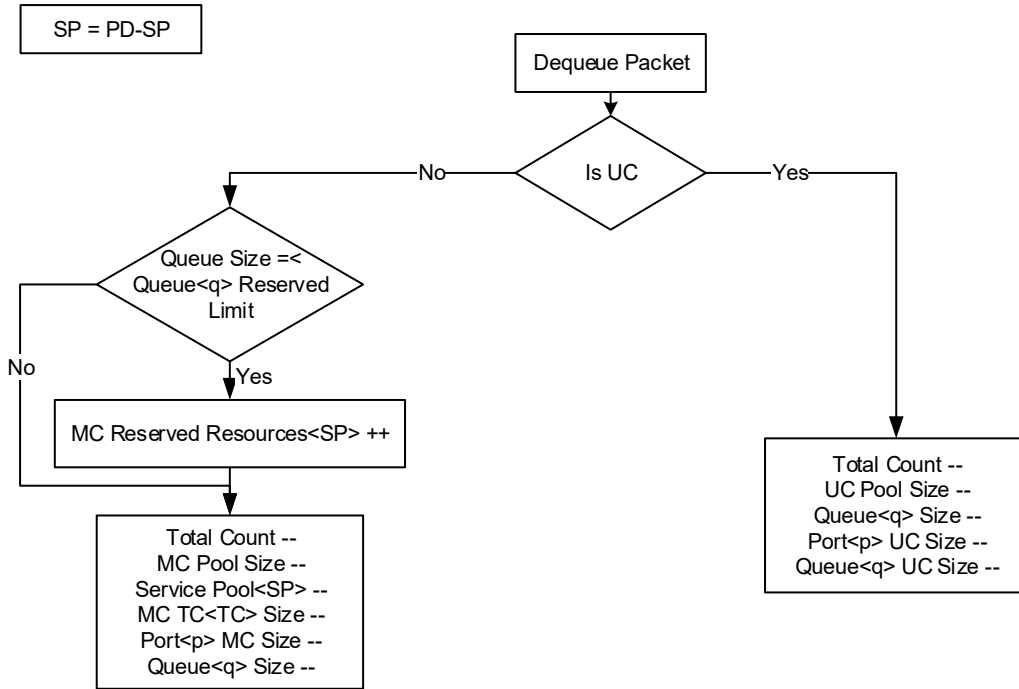 SP = PD-SP
Dequeue Packet
Is UC
No
Yes
Queue Size =<
Queue<q> Reserved
Limit
No
Yes
MC Reserved Resources<SP> ++
Total Count --
MC Pool Size --
Service Pool<SP> --
MC TC<TC> Size --
Port<p> MC Size --
Queue<q> Size --
Total Count --
UC Pool Size --
Queue<q> Size --
Port<p> UC Size --
Queue<q> UC Size --